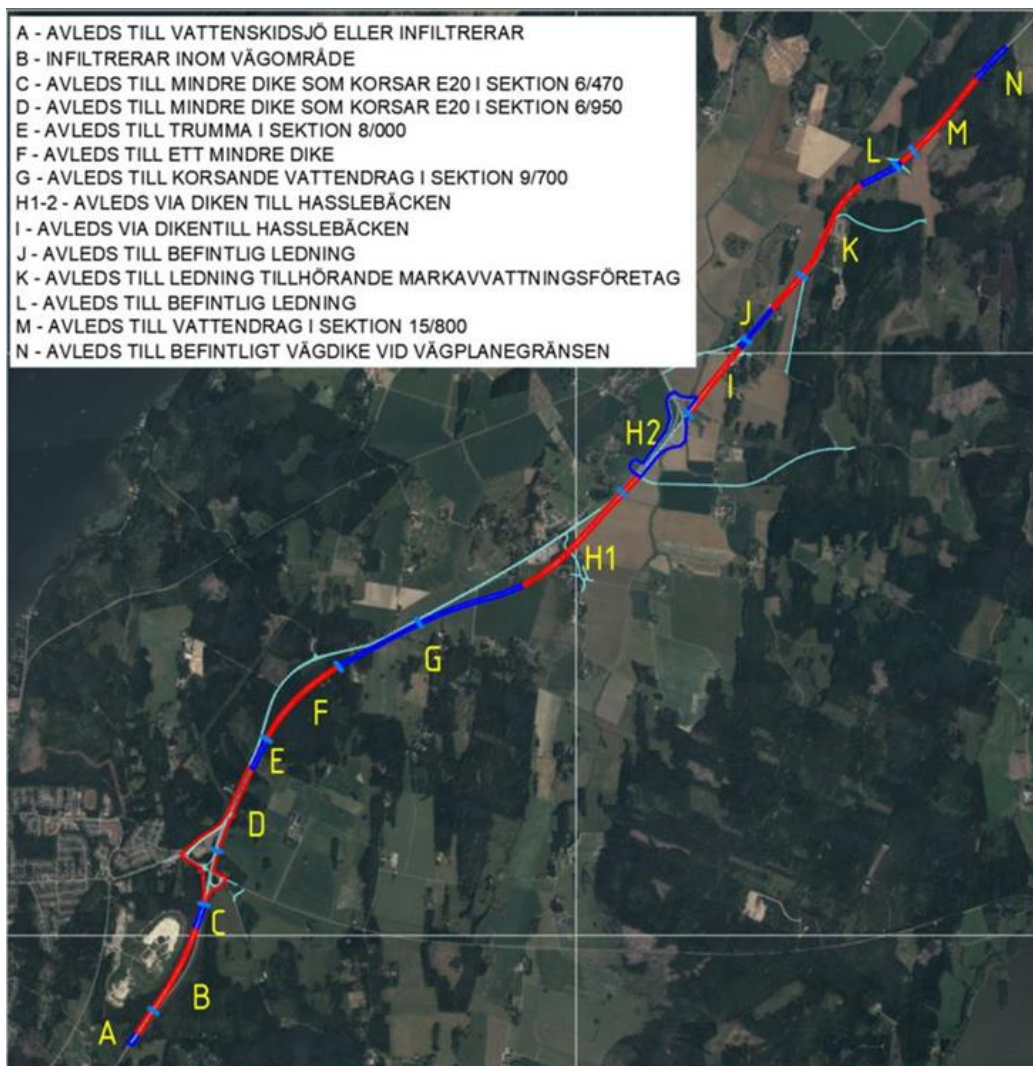 A - AVLEDS TILL VATTENSKIDSJÖ ELLER INFILTRERAR
B - INFILTRERAR INOM VÄGOMRÅDE
C - AVLEDS TILL MINDRE DIKE SOM KORSAR E20 I SEKTION 6/470
D - AVLEDS TILL MINDRE DIKE SOM KORSAR E20 I SEKTION 6/950
E - AVLEDS TILL TRUMMA I SEKTION 8/000
F - AVLEDS TILL ETT MINDRE DIKE
G - AVLEDS TILL KORSANDE VATTENDRAG I SEKTION 9/700
H1-2 - AVLEDS VIA DIKEN TILL HASSLEBÄCKEN
I - AVLEDS VIA DIKENTILL HASSLEBÄCKEN
J - AVLEDS TILL BEFINTLIG LEDNING
K - AVLEDS TILL LEDNING TILLHÖRANDE MARKAVVATTNINGSFÖRETAG
L - AVLEDS TILL BEFINTLIG LEDNING
M - AVLEDS TILL VATTENDRAG I SEKTION 15/800
N - AVLEDS TILL BEFINTLIGT VÄGDIKE VID VÄGPLANEGRÄNSEN
N
M
L
K
J
I
H2
H1
G
F
E
D
C
B
A